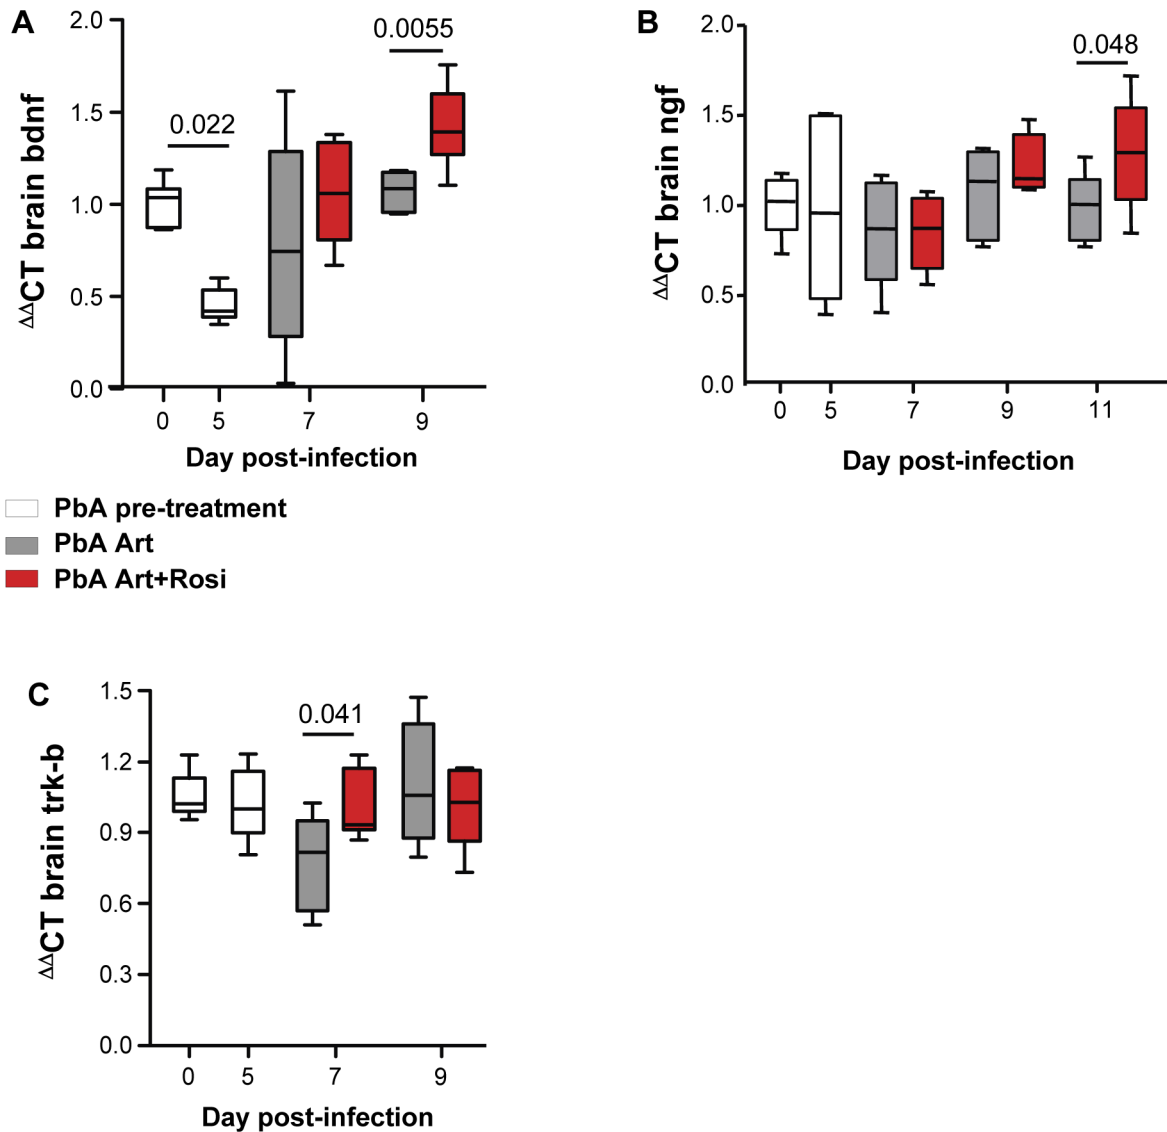 A
ΔΔCT brain bdnf
2.0
1.5
1.0
0.5
0.0
0.022
0.0055
0 5 7 9
Day post-infection
B
ΔΔCT brain ngf
2.0
1.5
1.0
0.5
0.0
0.048
0 5 7 9 11
Day post-infection
PbA pre-treatment
PbA Art
PbA Art+Rosi
C
ΔΔCT brain trk-b
1.5
1.2
0.9
0.6
0.3
0.0
0.041
0 5 7 9
Day post-infection